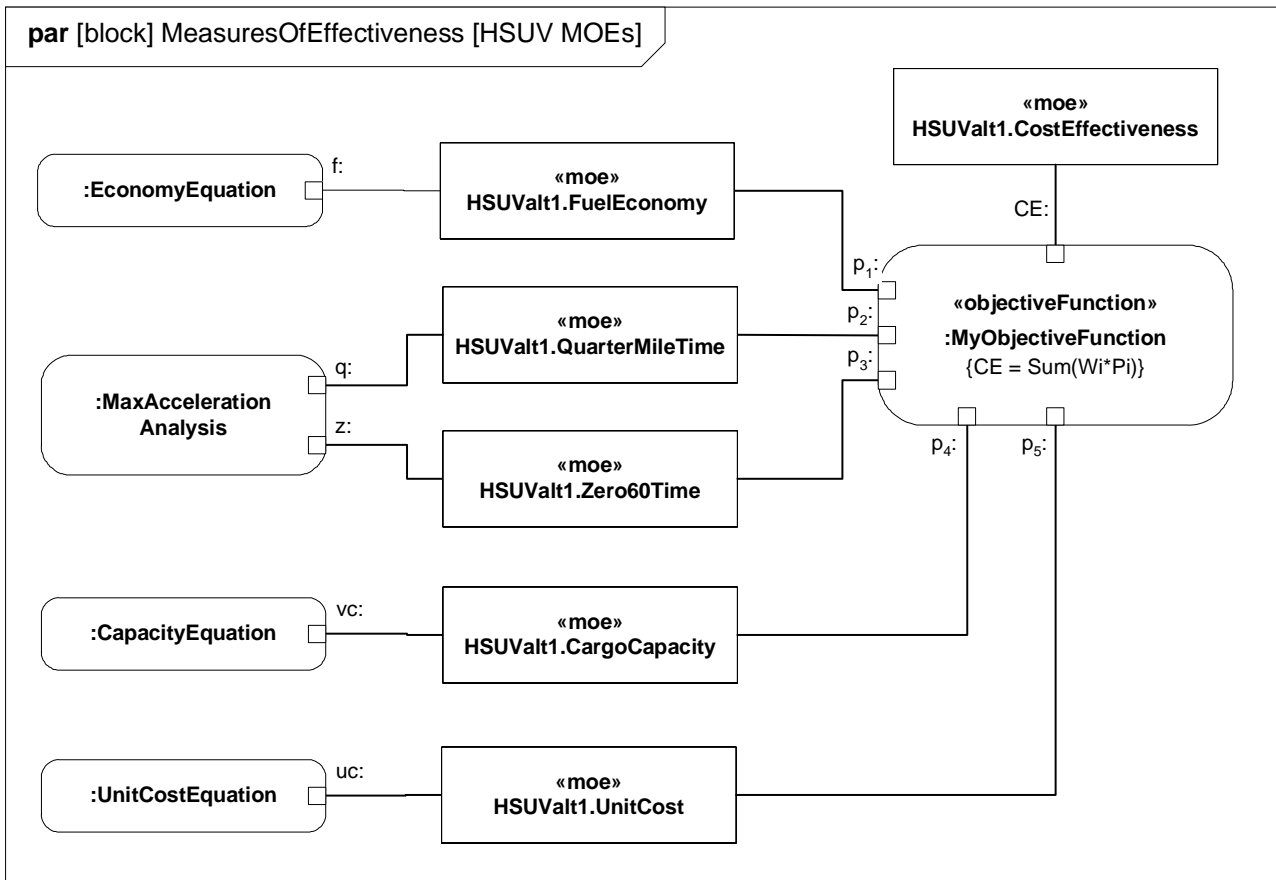 par [block] MeasuresOfEffectiveness [HSUV MOEs]
«moe»
HSUValt1.CostEffectiveness
CE:
:EconomyEquation
f:
«moe»
HSUValt1.FuelEconomy
p1:
p2:
p3:
«objectiveFunction»
:MyObjectiveFunction
{CE = Sum(Wi*Pi)}
p4:
p5:
:MaxAcceleration
Analysis
q:
z:
«moe»
HSUValt1.QuarterMileTime
«moe»
HSUValt1.Zero60Time
:CapacityEquation
vc:
«moe»
HSUValt1.CargoCapacity
:UnitCostEquation
uc:
«moe»
HSUValt1.UnitCost